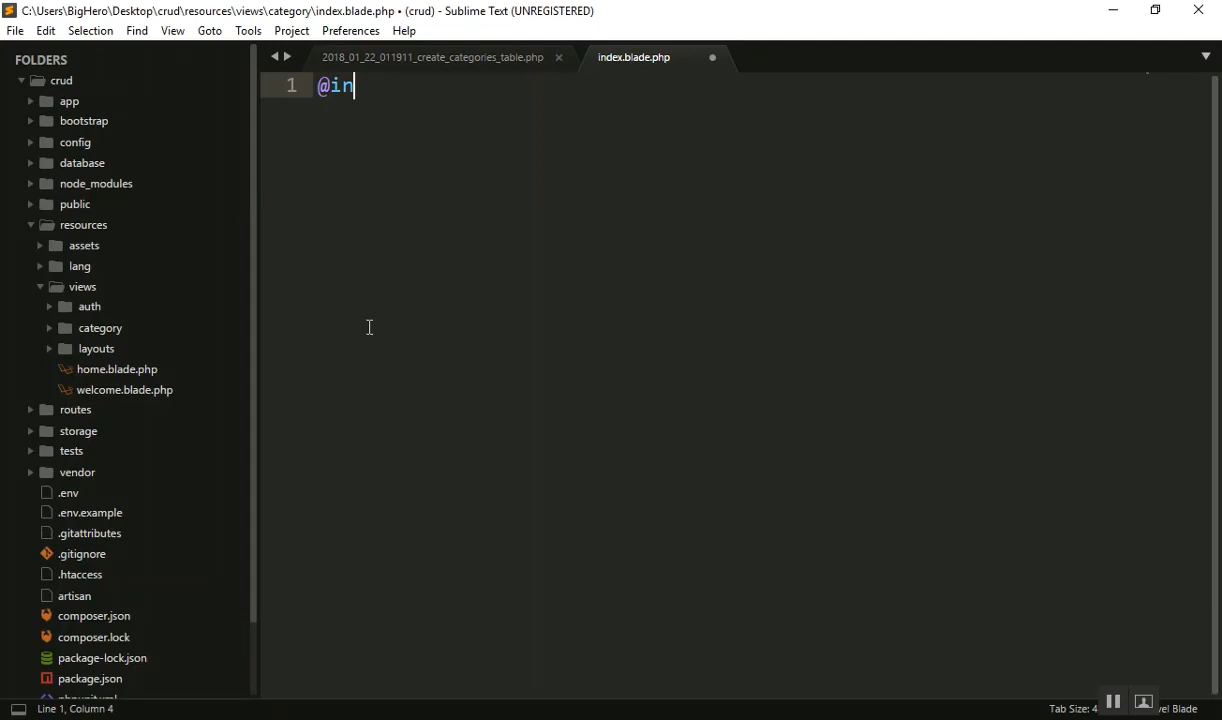 C:\Users\BigHero\Desktop\crud\resources\views\category\index.blade.php • (crud) - Sublime Text (UNREGISTERED)
File Edit Selection Find View Goto Tools Project Preferences Help
FOLDERS
2018_01_22_011911_create_categories_table.php
index.blade.php
crud
1 @in
app
bootstrap
config
database
node_modules
public
resources
assets
lang
views
auth
category
layouts
home.blade.php
welcome.blade.php
routes
storage
tests
vendor
.env
.env.example
.gitattributes
.gitignore
.htaccess
artisan
composer.json
composer.lock
package-lock.json
package.json
Line 1, Column 4
Tab Size: 4 vel Blade